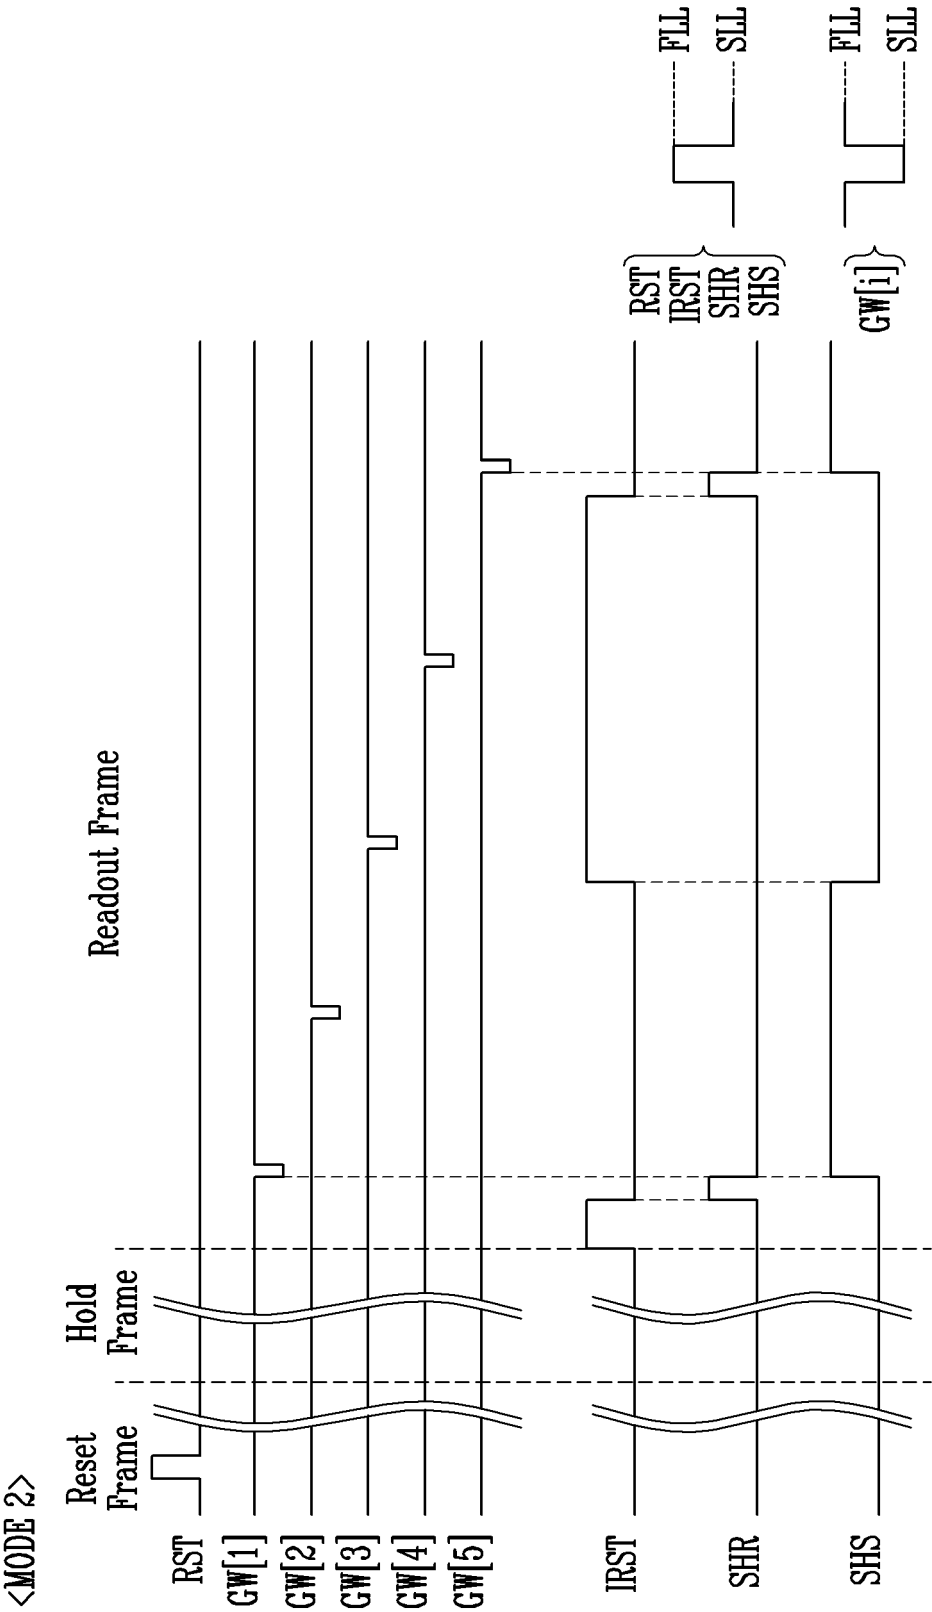 <MODE 2>
Reset
Frame
Hold
Frame
Readout Frame
RST
GW[1]
GW[2]
GW[3]
GW[4]
GW[5]
IRST
SHR
SHS
RST
IRST
SHR
SHS
FLL
SLL
GW[i]
FLL
SLL